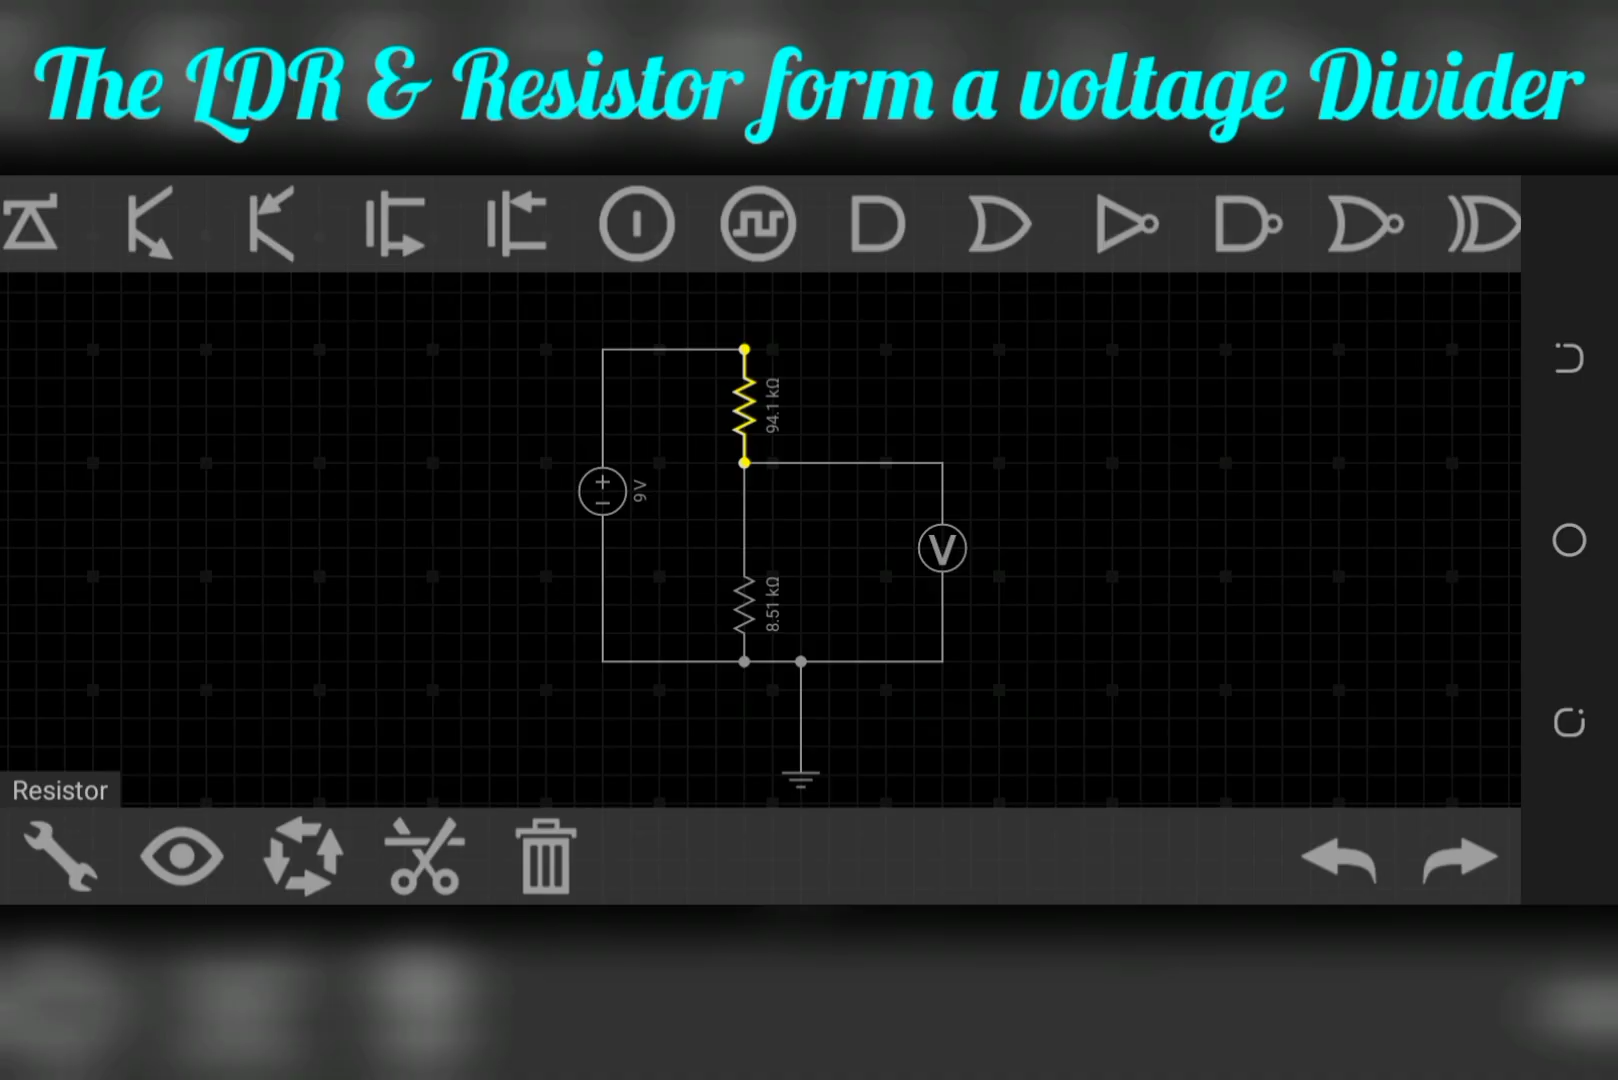 The LDR & Resistor form a voltage Divider
94.1 kΩ
9 V
V
8.51 kΩ
Resistor